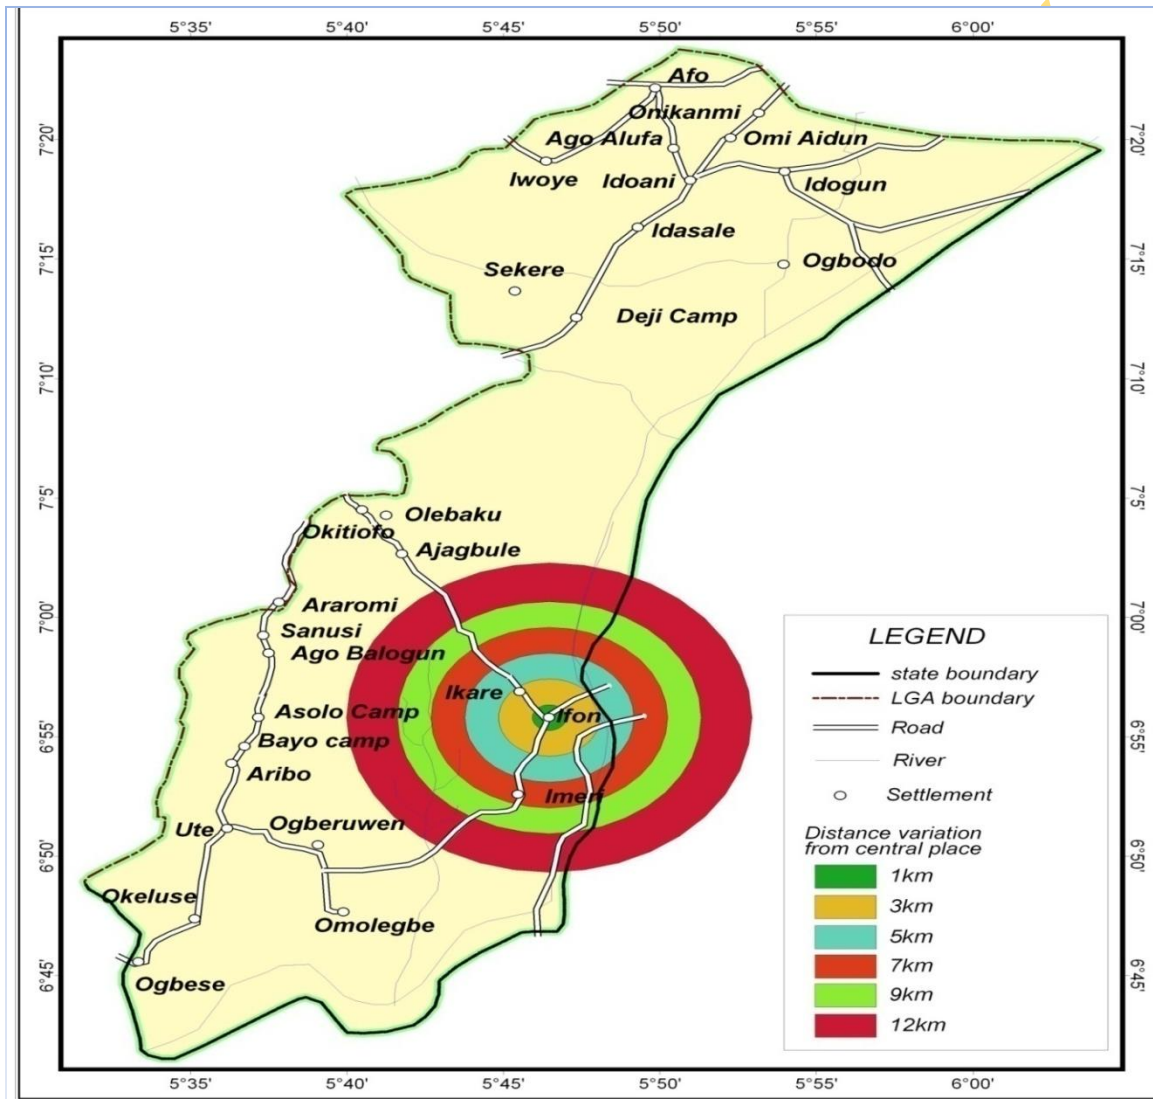 5°35'
5°40'
5°45'
5°50'
5°55'
6°00'
7°20'
7°15'
7°10'
7°5'
7°00'
6°55'
6°50'
6°45'
Afo
Onikanmi
Ago Alufa
Omi Aidun
Iwoye
Idoani
Idogun
Idasale
Sekere
Ogbodo
Deji Camp
Olebaku
Okitiofo
Ajagbule
Araromi
Sanusi
Ago Balogun
Ikare
Asolo Camp
Ifon
Bayo camp
Aribo
Imeri
Ute
Ogberuwen
Okeluse
Omolegbe
Ogbese
7°20'
7°15'
7°10'
7°5'
7°00'
6°55'
6°50'
6°45'
LEGEND
state boundary
LGA boundary
Road
River
Settlement
Distance variation
from central place
1km
3km
5km
7km
9km
12km
5°35'
5°40'
5°45'
5°50'
5°55'
6°00'